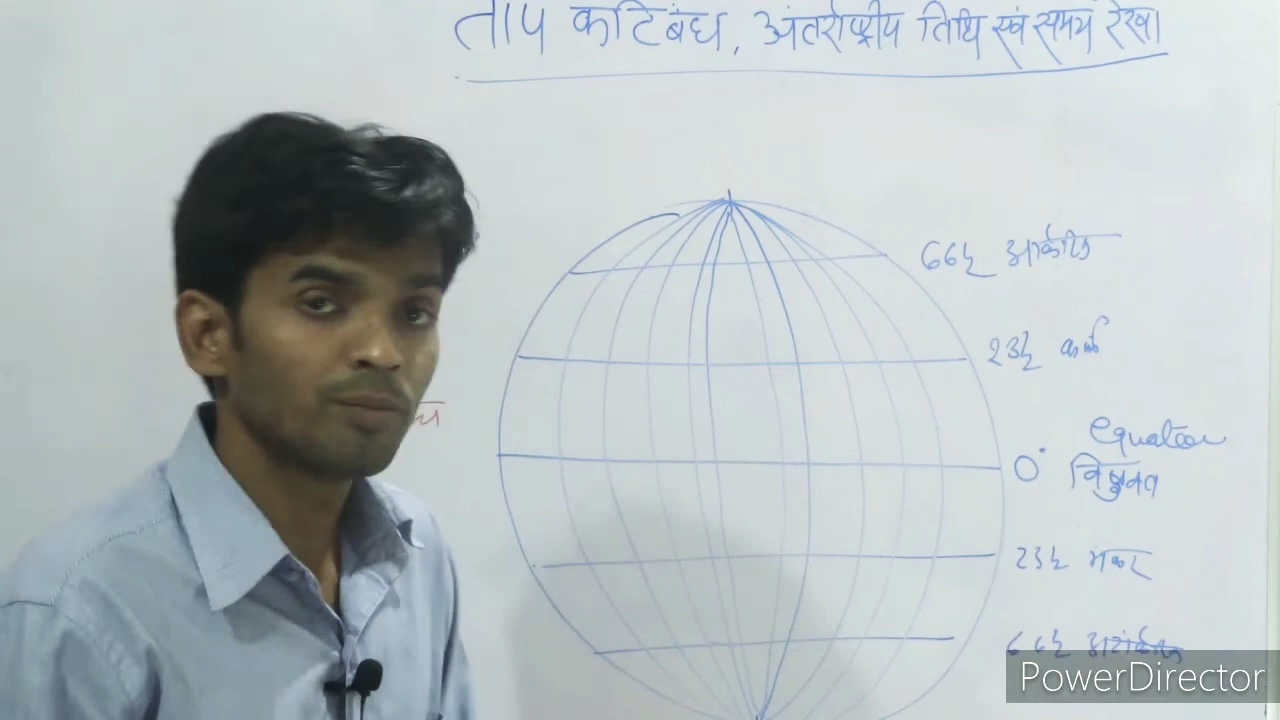 ताप कटिबंध, अंतर्राष्ट्रीय तिथि एवं समय रेखा
66½ आर्कटिक
23½ कर्क
equator
0° विषुवत
23½ मकर
66½ अंटार्कटिक
PowerDirector